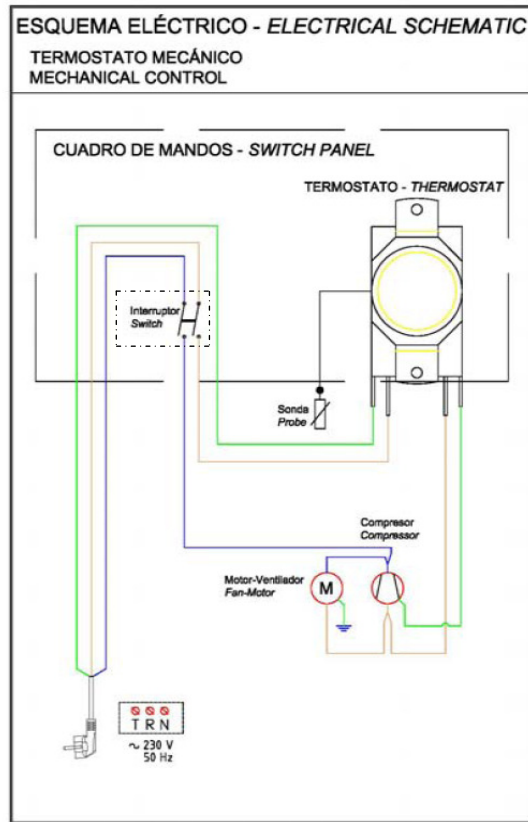 ESQUEMA ELÉCTRICO - ELECTRICAL SCHEMATIC
TERMOSTATO MECÁNICO
MECHANICAL CONTROL
CUADRO DE MANDOS - SWITCH PANEL
TERMOSTATO - THERMOSTAT
Interruptor
Switch
Sonda
Probe
Compresor
Compressor
Motor-Ventilador
Fan-Motor
M
T R N
~ 230 V
50 Hz